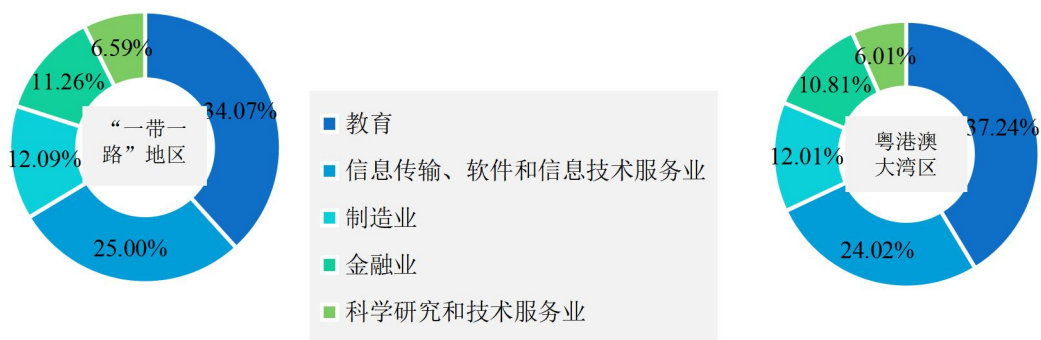 6.59%
11.26%
34.07%
“一带一
路”地区
12.09%
25.00%
教育
信息传输、软件和信息技术服务业
制造业
金融业
科学研究和技术服务业
6.01%
10.81%
37.24%
粤港澳
大湾区
12.01%
24.02%